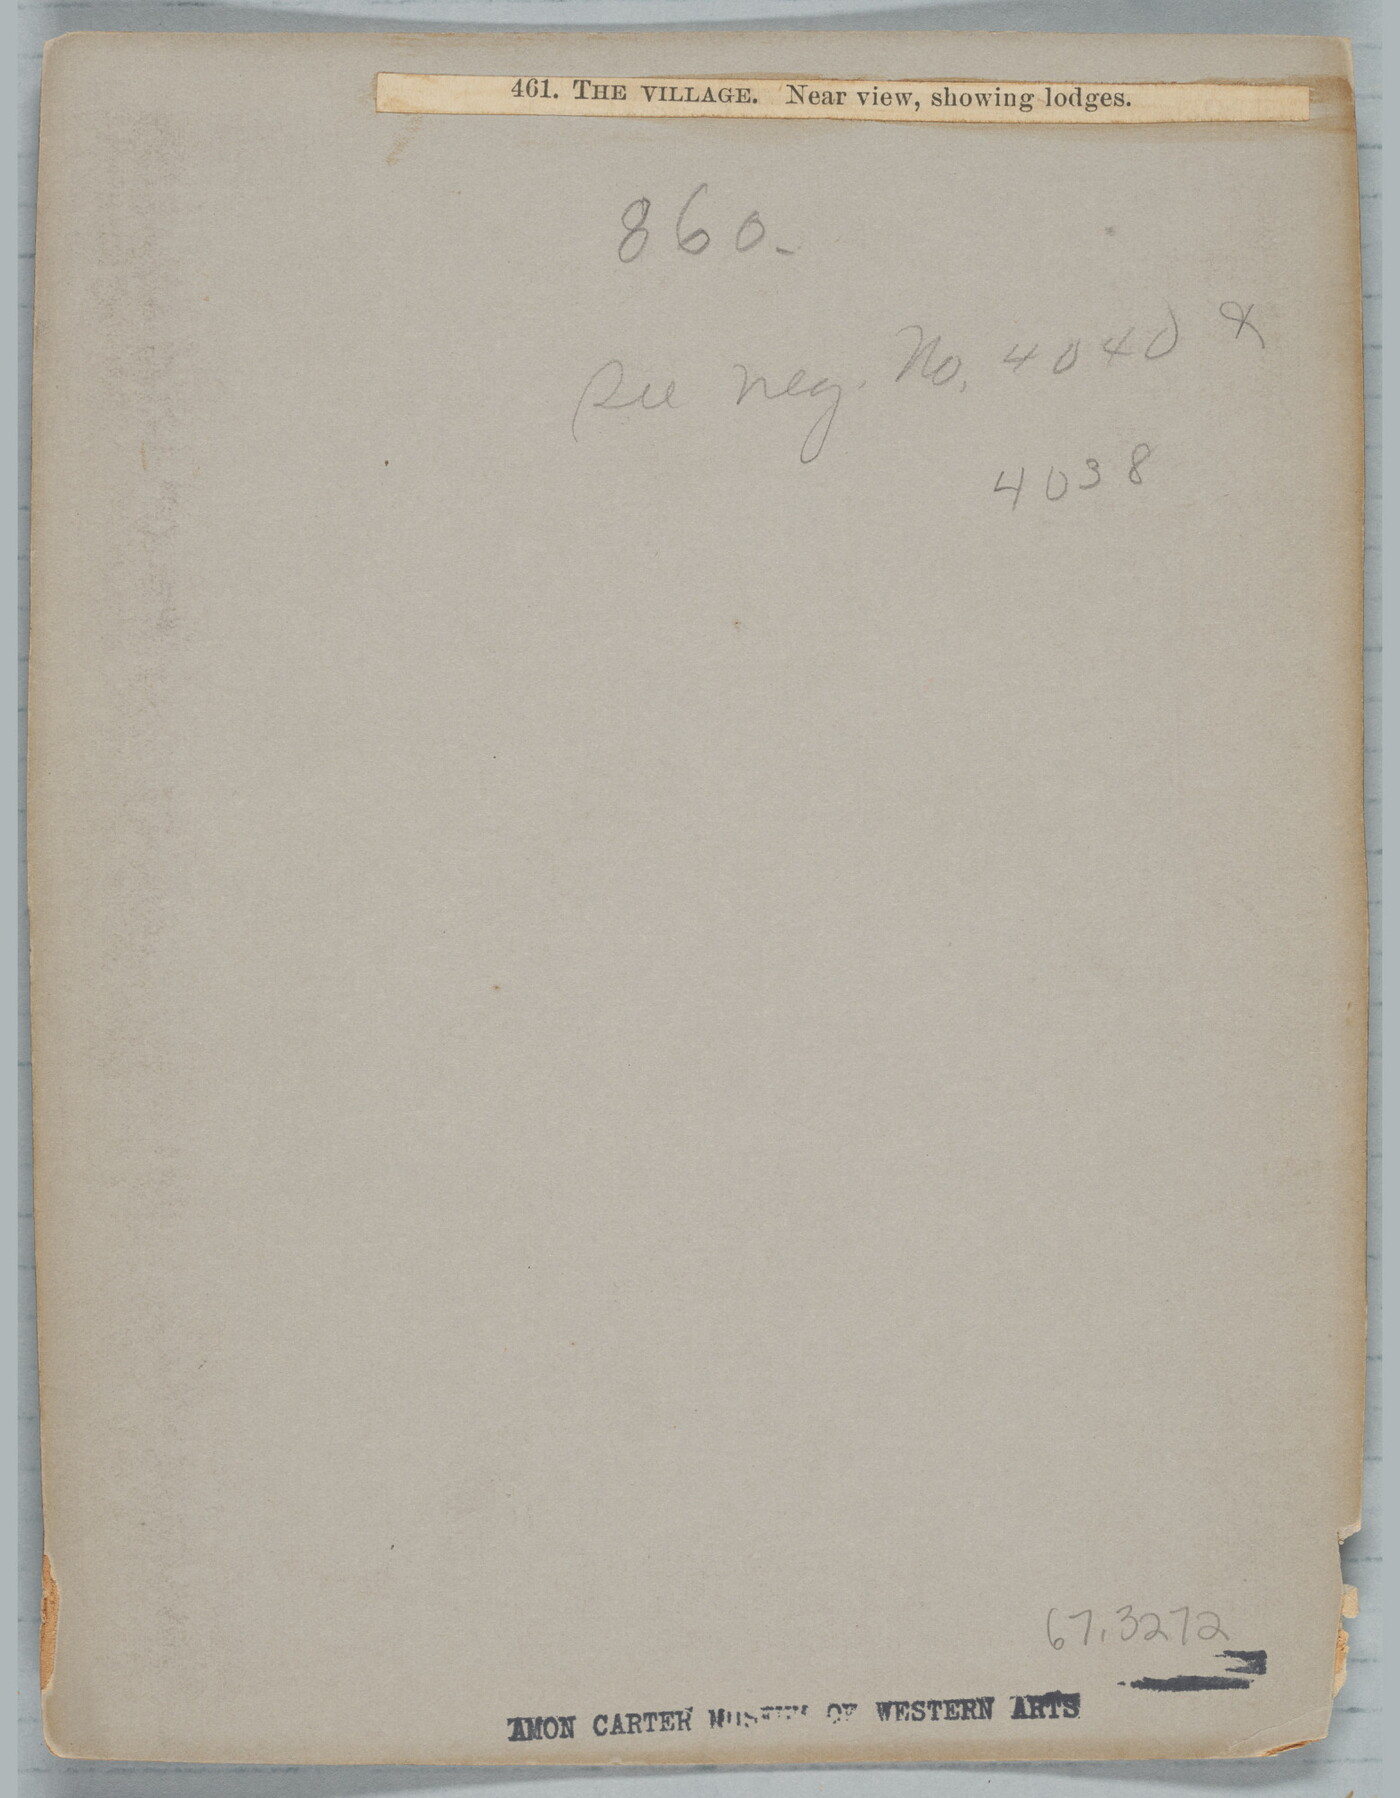 461. THE VILLAGE. Near view, showing lodges.
860-
See neg. No. 4040 &
4038
67.3272
AMON CARTER MUSEUM OF WESTERN ARTS